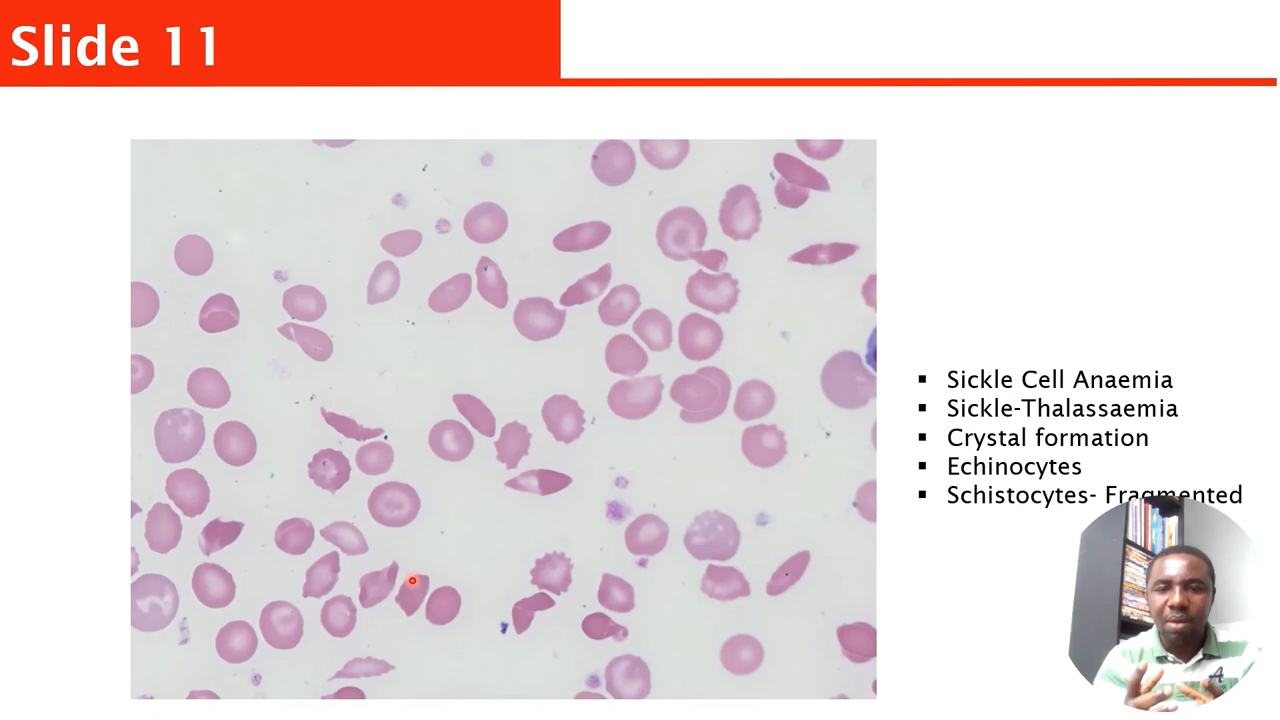 Slide 11
Sickle Cell Anaemia
Sickle-Thalassaemia
Crystal formation
Echinocytes
Schistocytes- Fragmented